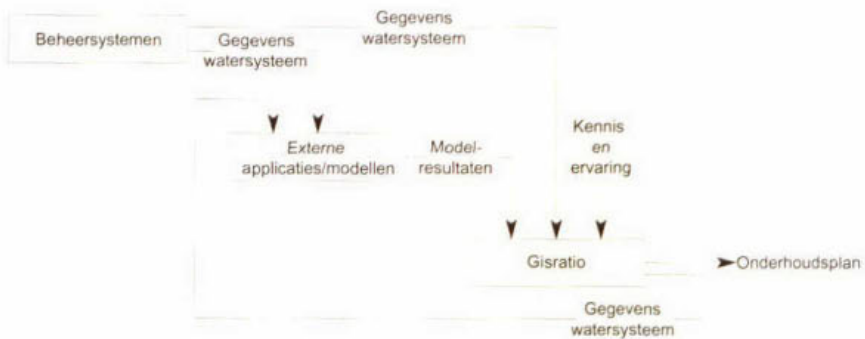 Gegevens
watersysteem
Beheersystemen
Gegevens
watersysteem
Externe
applicaties/modellen
Model-
resultaten
Kennis
en
ervaring
Gisratio
Onderhoudsplan
Gegevens
watersysteem